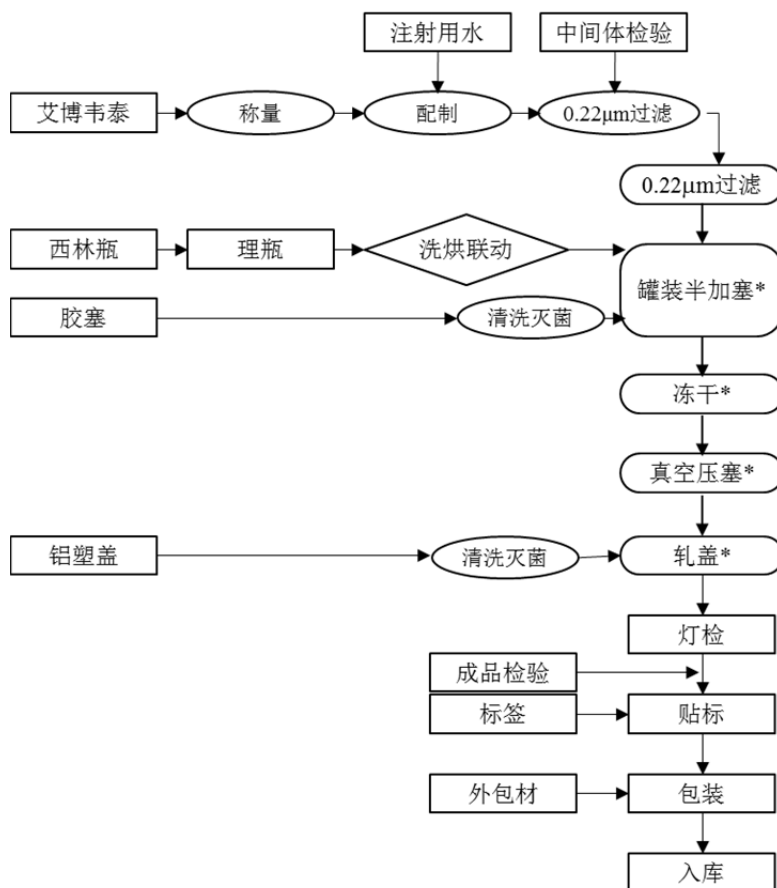 注射用水
中间体检验
艾博韦泰
称量
配制
0.22μm过滤
0.22μm过滤
西林瓶
理瓶
洗烘联动
罐装半加塞*
胶塞
清洗灭菌
冻干*
真空压塞*
铝塑盖
清洗灭菌
轧盖*
灯检
成品检验
标签
贴标
外包材
包装
入库